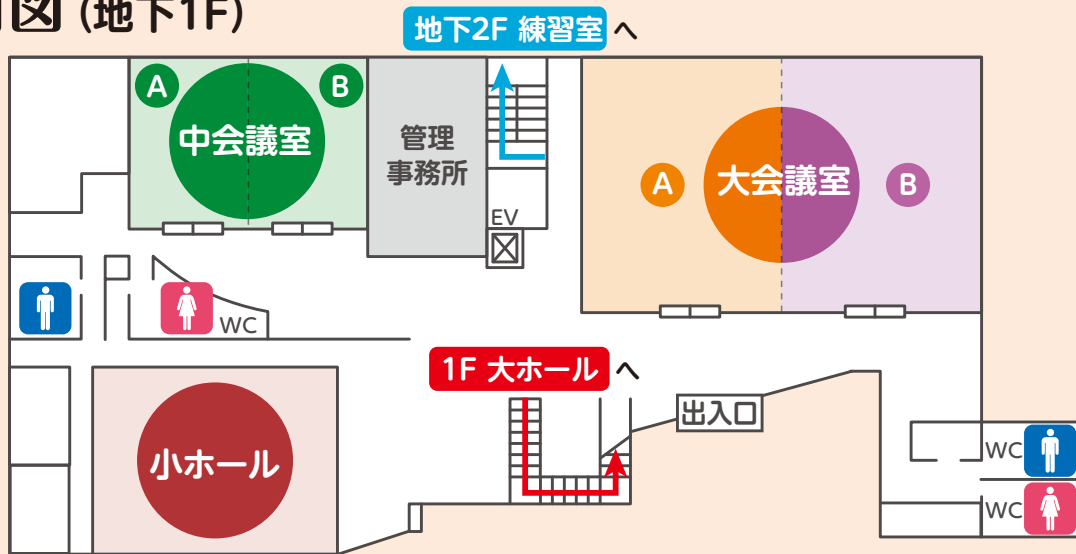 図 (地下1F)
地下2F 練習室 へ
A
B
中会議室
管理
事務所
A
大会議室
B
EV
WC
1F 大ホール へ
出入口
小ホール
WC
WC